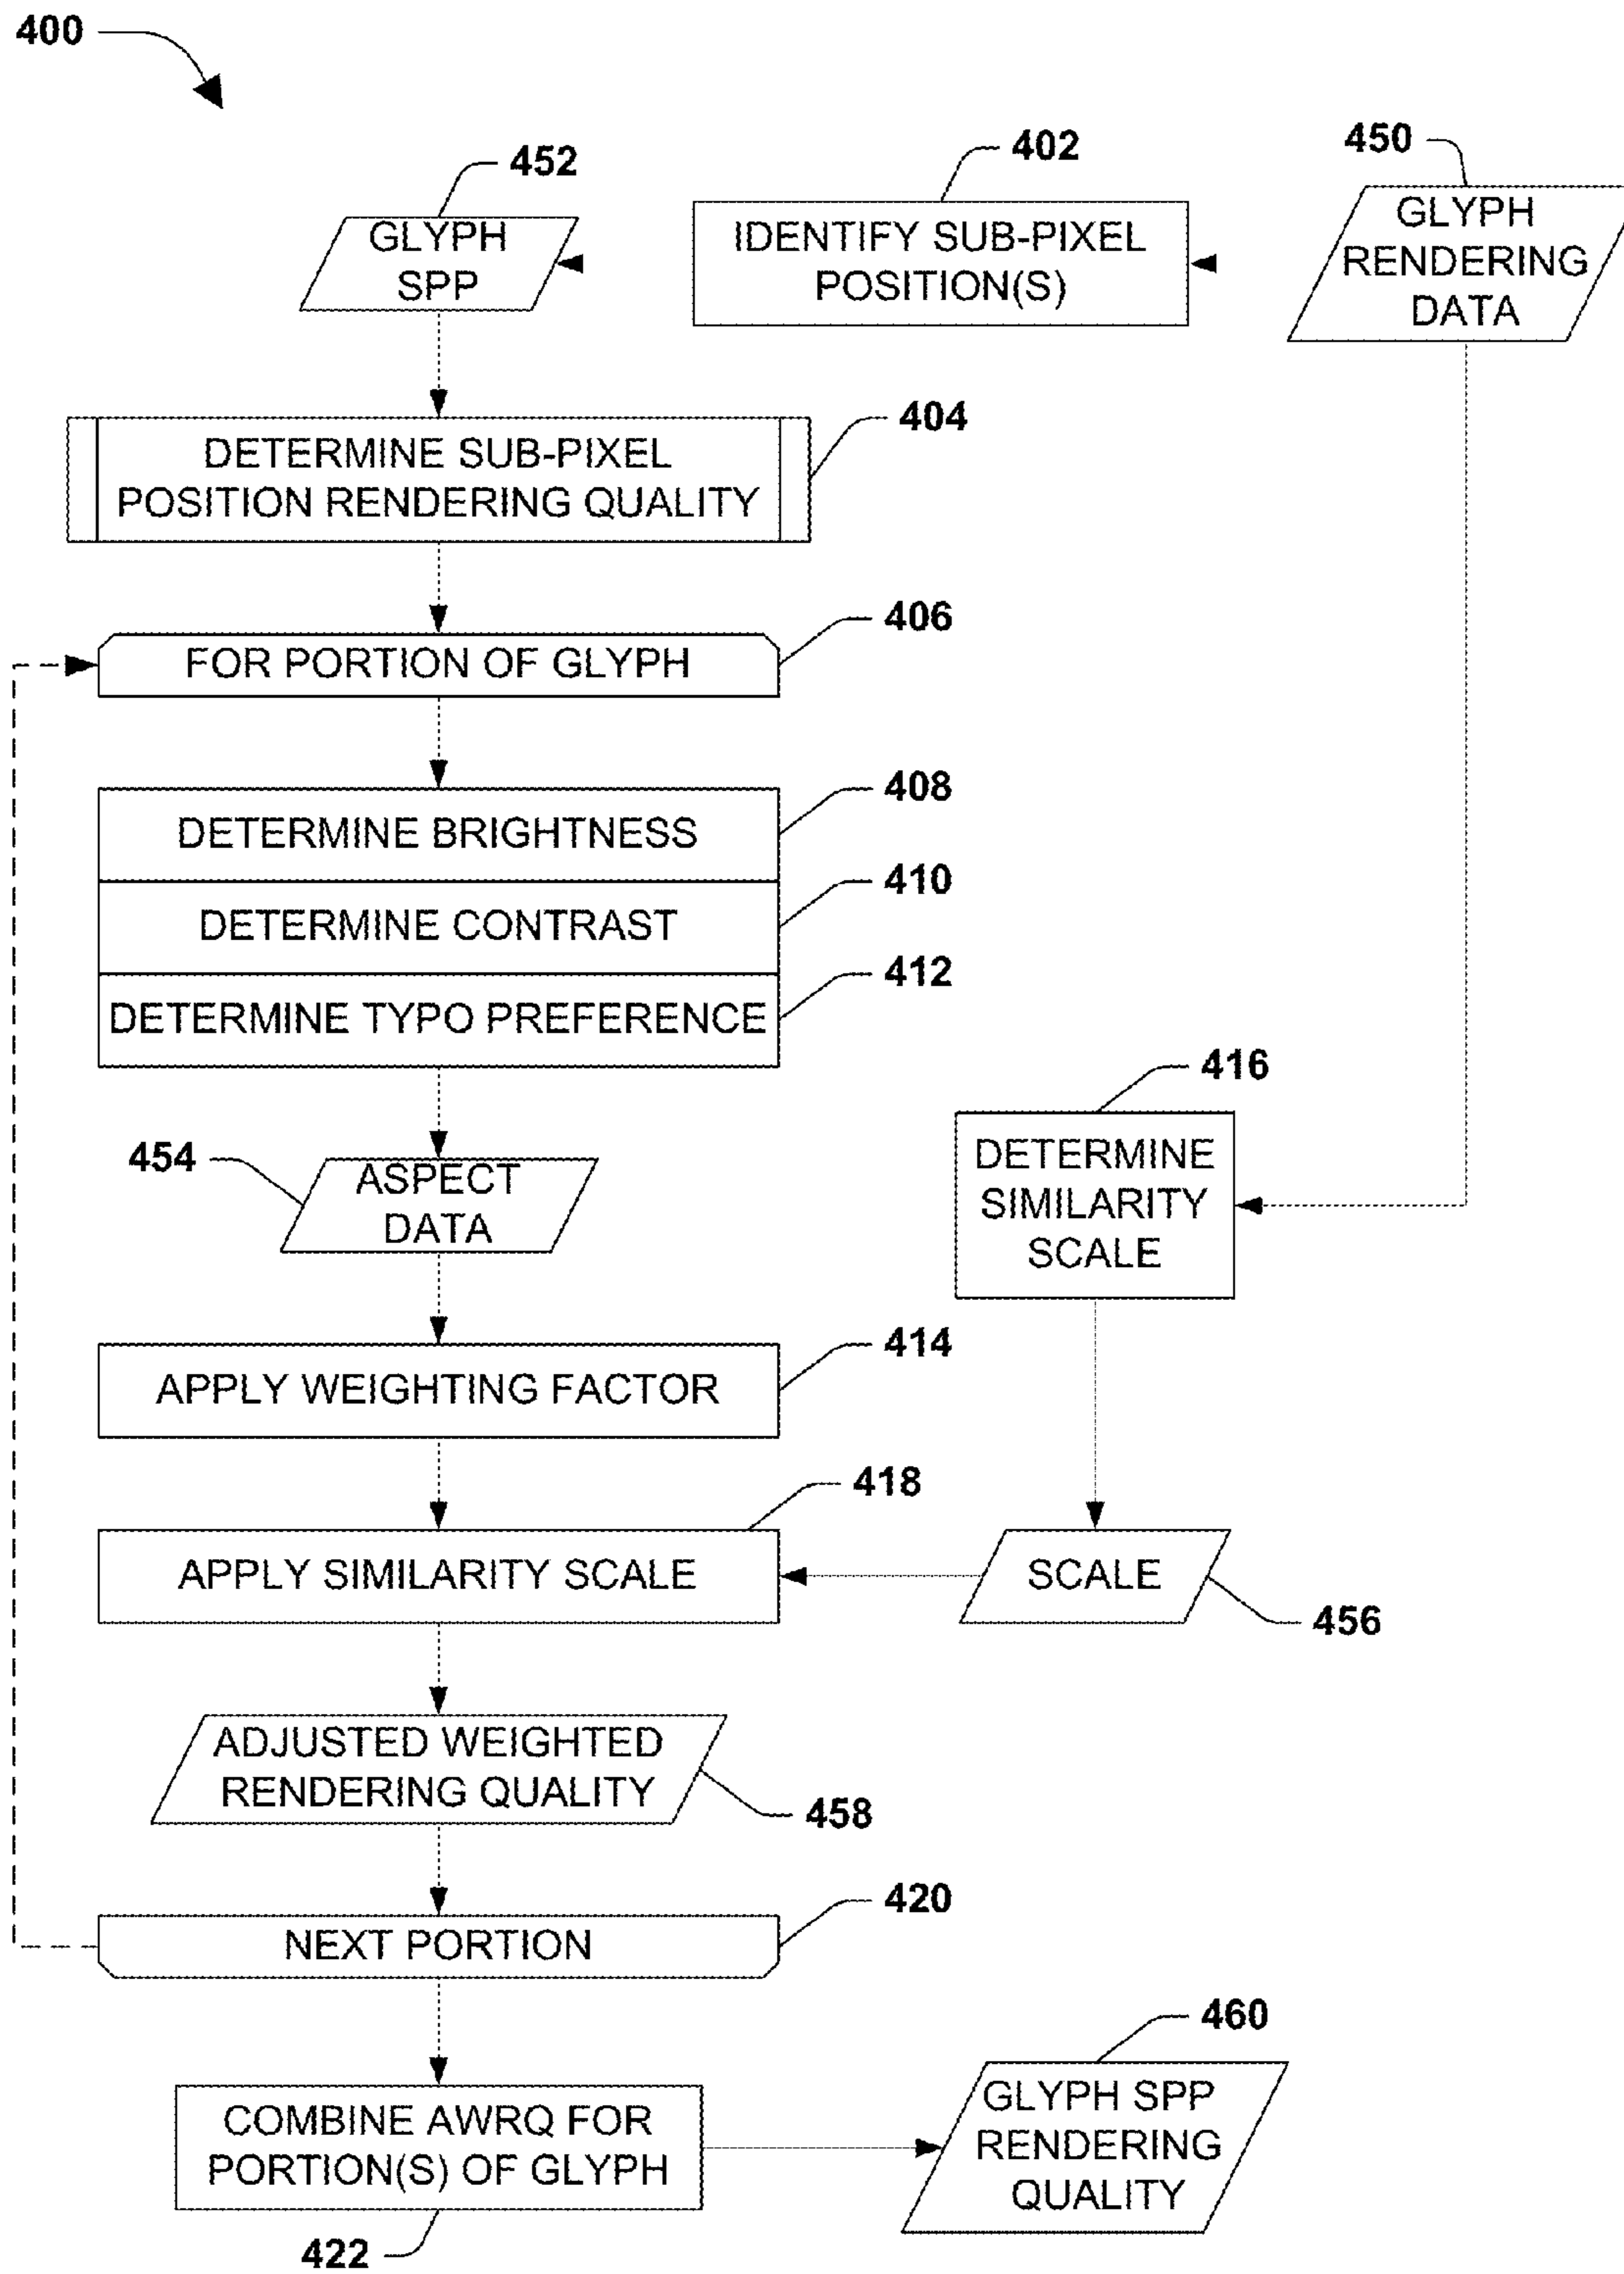 400
452
402
450
GLYPH
SPP
IDENTIFY SUB-PIXEL
POSITION(S)
GLYPH
RENDERING
DATA
404
DETERMINE SUB-PIXEL
POSITION RENDERING QUALITY
406
FOR PORTION OF GLYPH
408
DETERMINE BRIGHTNESS
410
DETERMINE CONTRAST
412
DETERMINE TYPO PREFERENCE
416
DETERMINE
SIMILARITY
SCALE
454
ASPECT
DATA
414
APPLY WEIGHTING FACTOR
418
APPLY SIMILARITY SCALE
SCALE
456
ADJUSTED WEIGHTED
RENDERING QUALITY
458
420
NEXT PORTION
460
COMBINE AWRQ FOR
PORTION(S) OF GLYPH
GLYPH SPP
RENDERING
QUALITY
422